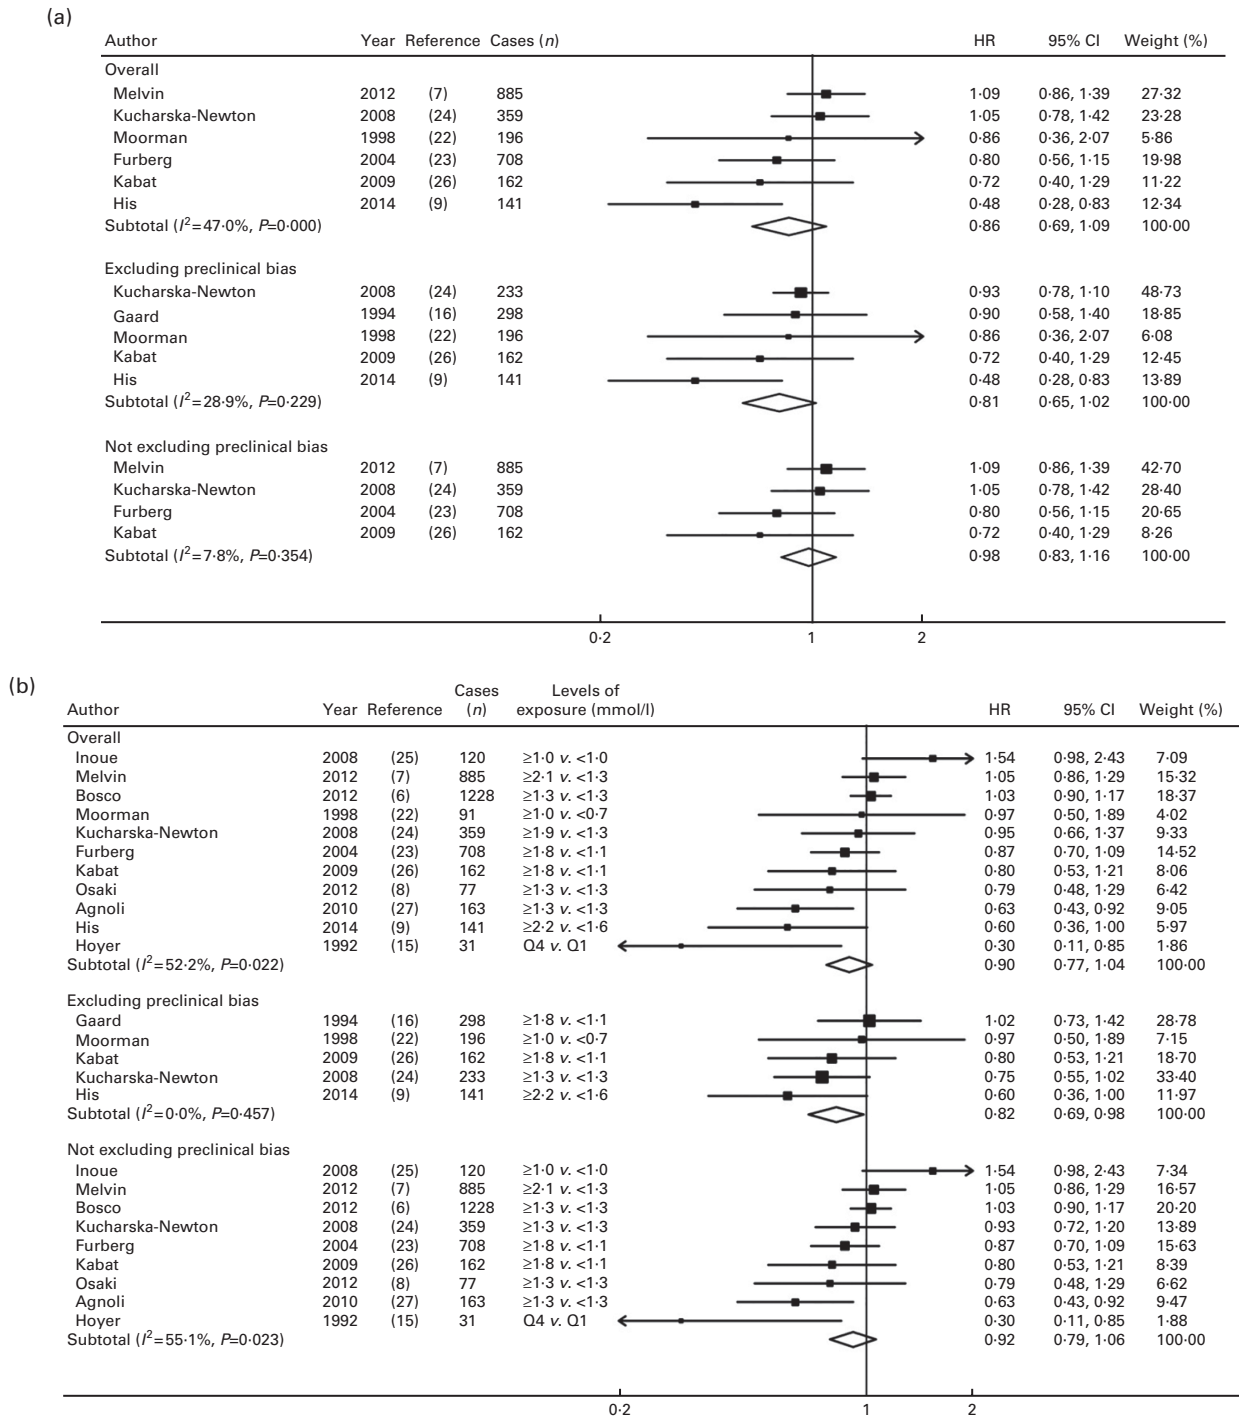 (a)
Author Year Reference Cases (n) HR 95% CI Weight (%)
Overall
Melvin 2012 (7) 885 1·09 0·86, 1·39 27·32
Kucharska-Newton 2008 (24) 359 1·05 0·78, 1·42 23·28
Moorman 1998 (22) 196 0·86 0·36, 2·07 5·86
Furberg 2004 (23) 708 0·80 0·56, 1·15 19·98
Kabat 2009 (26) 162 0·72 0·40, 1·29 11·22
His 2014 (9) 141 0·48 0·28, 0·83 12·34
Subtotal (I²=47·0%, P=0·000) 0·86 0·69, 1·09 100·00
Excluding preclinical bias
Kucharska-Newton 2008 (24) 233 0·93 0·78, 1·10 48·73
Gaard 1994 (16) 298 0·90 0·58, 1·40 18·85
Moorman 1998 (22) 196 0·86 0·36, 2·07 6·08
Kabat 2009 (26) 162 0·72 0·40, 1·29 12·45
His 2014 (9) 141 0·48 0·28, 0·83 13·89
Subtotal (I²=28·9%, P=0·229) 0·81 0·65, 1·02 100·00
Not excluding preclinical bias
Melvin 2012 (7) 885 1·09 0·86, 1·39 42·70
Kucharska-Newton 2008 (24) 359 1·05 0·78, 1·42 28·40
Furberg 2004 (23) 708 0·80 0·56, 1·15 20·65
Kabat 2009 (26) 162 0·72 0·40, 1·29 8·26
Subtotal (I²=7·8%, P=0·354) 0·98 0·83, 1·16 100·00
0·2 1 2
(b)
Cases Levels of
Author Year Reference (n) exposure (mmol/l) HR 95% CI Weight (%)
Overall
Inoue 2008 (25) 120 ≥1·0 v. <1·0 1·54 0·98, 2·43 7·09
Melvin 2012 (7) 885 ≥2·1 v. <1·3 1·05 0·86, 1·29 15·32
Bosco 2012 (6) 1228 ≥1·3 v. <1·3 1·03 0·90, 1·17 18·37
Moorman 1998 (22) 91 ≥1·0 v. <0·7 0·97 0·50, 1·89 4·02
Kucharska-Newton 2008 (24) 359 ≥1·9 v. <1·3 0·95 0·66, 1·37 9·33
Furberg 2004 (23) 708 ≥1·8 v. <1·1 0·87 0·70, 1·09 14·52
Kabat 2009 (26) 162 ≥1·8 v. <1·1 0·80 0·53, 1·21 8·06
Osaki 2012 (8) 77 ≥1·3 v. <1·3 0·79 0·48, 1·29 6·42
Agnoli 2010 (27) 163 ≥1·3 v. <1·3 0·63 0·43, 0·92 9·05
His 2014 (9) 141 ≥2·2 v. <1·6 0·60 0·36, 1·00 5·97
Hoyer 1992 (15) 31 Q4 v. Q1 0·30 0·11, 0·85 1·86
Subtotal (I²=52·2%, P=0·022) 0·90 0·77, 1·04 100·00
Excluding preclinical bias
Gaard 1994 (16) 298 ≥1·8 v. <1·1 1·02 0·73, 1·42 28·78
Moorman 1998 (22) 196 ≥1·0 v. <0·7 0·97 0·50, 1·89 7·15
Kabat 2009 (26) 162 ≥1·8 v. <1·1 0·80 0·53, 1·21 18·70
Kucharska-Newton 2008 (24) 233 ≥1·3 v. <1·3 0·75 0·55, 1·02 33·40
His 2014 (9) 141 ≥2·2 v. <1·6 0·60 0·36, 1·00 11·97
Subtotal (I²=0·0%, P=0·457) 0·82 0·69, 0·98 100·00
Not excluding preclinical bias
Inoue 2008 (25) 120 ≥1·0 v. <1·0 1·54 0·98, 2·43 7·34
Melvin 2012 (7) 885 ≥2·1 v. <1·3 1·05 0·86, 1·29 16·57
Bosco 2012 (6) 1228 ≥1·3 v. <1·3 1·03 0·90, 1·17 20·20
Kucharska-Newton 2008 (24) 359 ≥1·3 v. <1·3 0·93 0·72, 1·20 13·89
Furberg 2004 (23) 708 ≥1·8 v. <1·1 0·87 0·70, 1·09 15·63
Kabat 2009 (26) 162 ≥1·8 v. <1·1 0·80 0·53, 1·21 8·39
Osaki 2012 (8) 77 ≥1·3 v. <1·3 0·79 0·48, 1·29 6·62
Agnoli 2010 (27) 163 ≥1·3 v. <1·3 0·63 0·43, 0·92 9·47
Hoyer 1992 (15) 31 Q4 v. Q1 0·30 0·11, 0·85 1·88
Subtotal (I²=55·1%, P=0·023) 0·92 0·79, 1·06 100·00
0·2 1 2